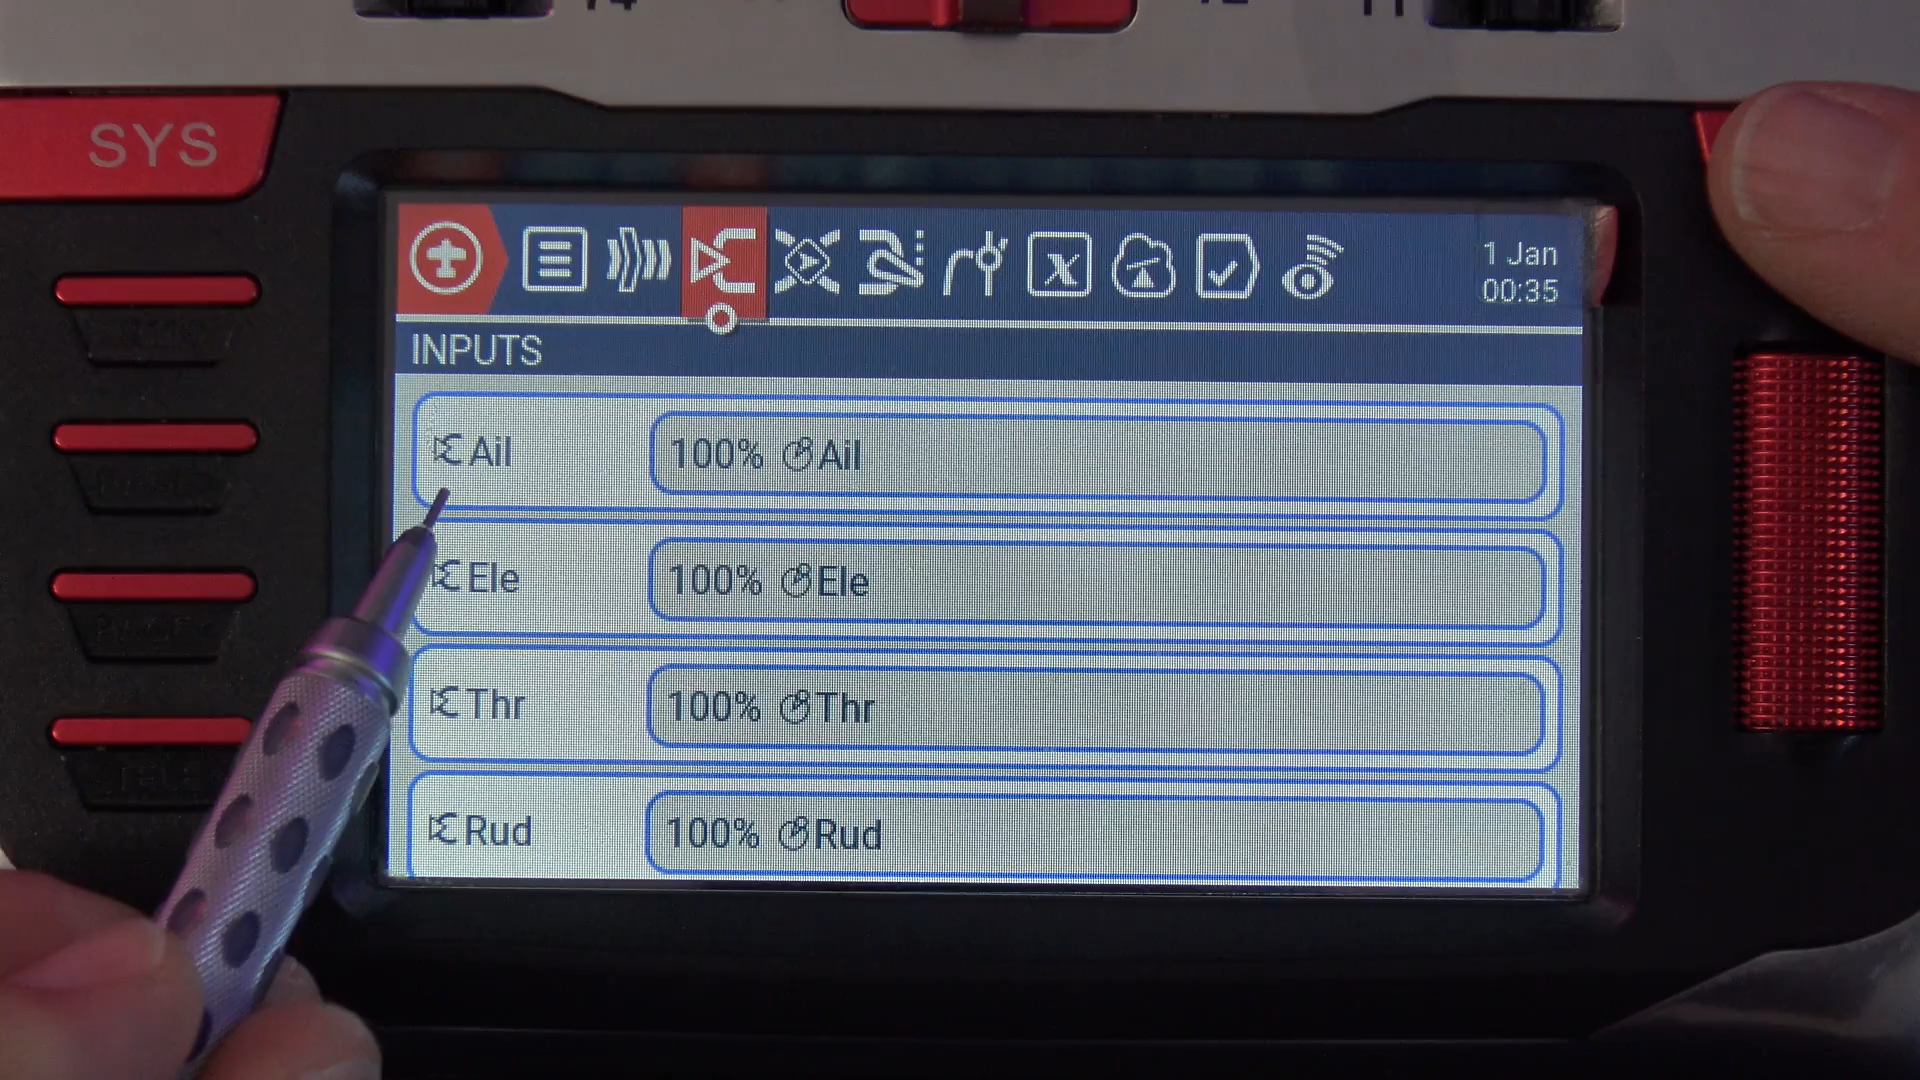 SYS
1 Jan
00:35
INPUTS
Ail 100% Ail
Ele 100% Ele
Thr 100% Thr
Rud 100% Rud